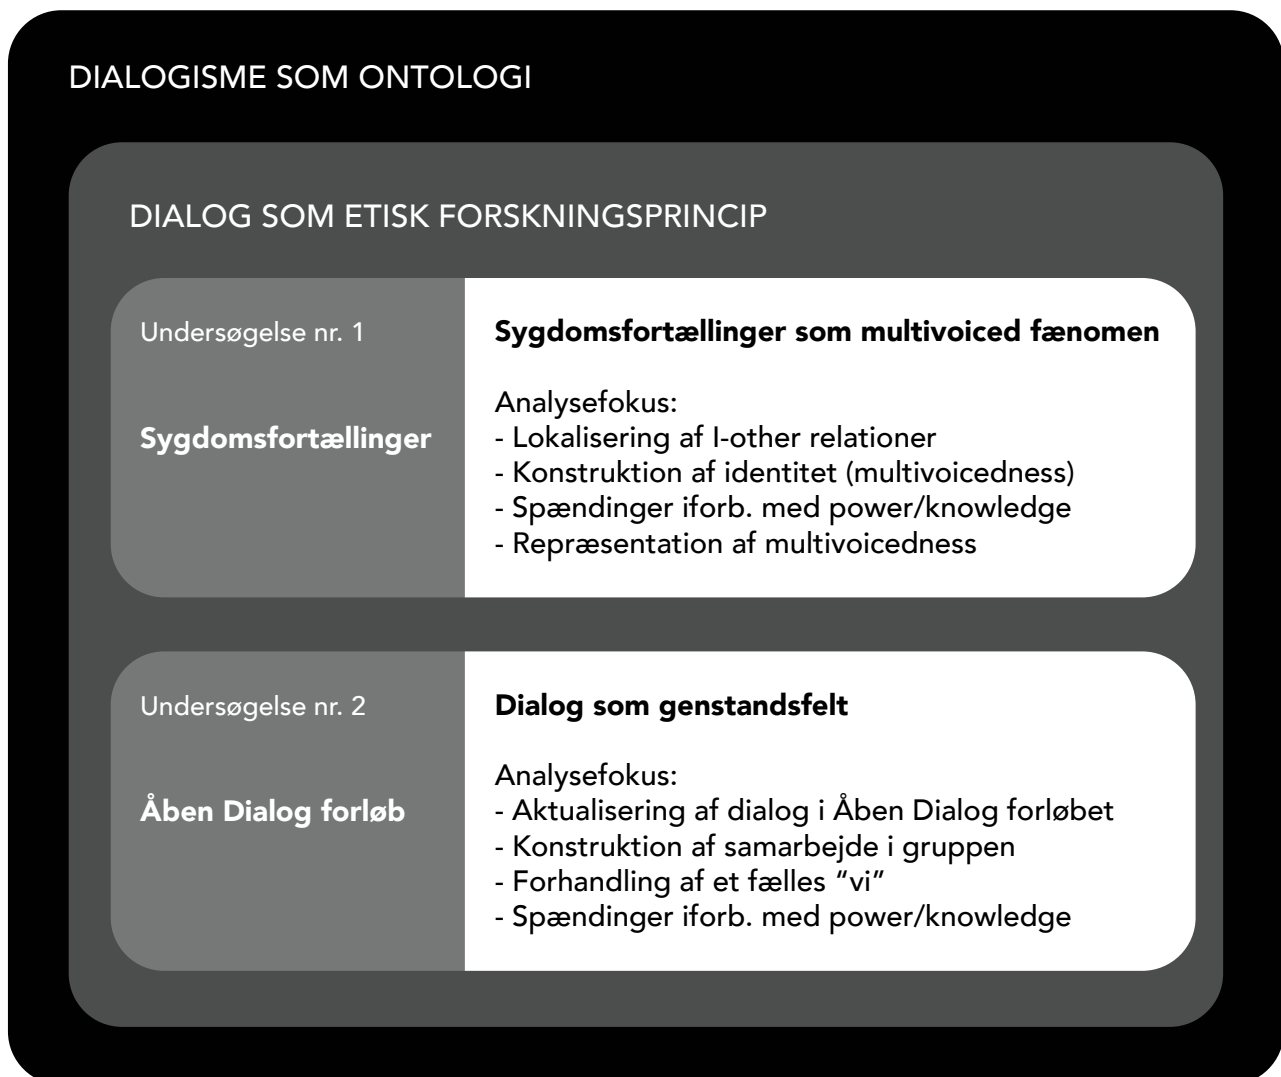 DIALOGISME SOM ONTOLOGI
DIALOG SOM ETISK FORSKNINGSPRINCIP
Undersøgelse nr. 1
Sygdomsfortællinger
Sygdomsfortællinger som multivoiced fænomen
Analysefokus:
- Lokalisering af I-other relationer
- Konstruktion af identitet (multivoicedness)
- Spændinger iforb. med power/knowledge
- Repræsentation af multivoicedness
Undersøgelse nr. 2
Åben Dialog forløb
Dialog som genstandsfelt
Analysefokus:
- Aktualisering af dialog i Åben Dialog forløbet
- Konstruktion af samarbejde i gruppen
- Forhandling af et fælles “vi”
- Spændinger iforb. med power/knowledge